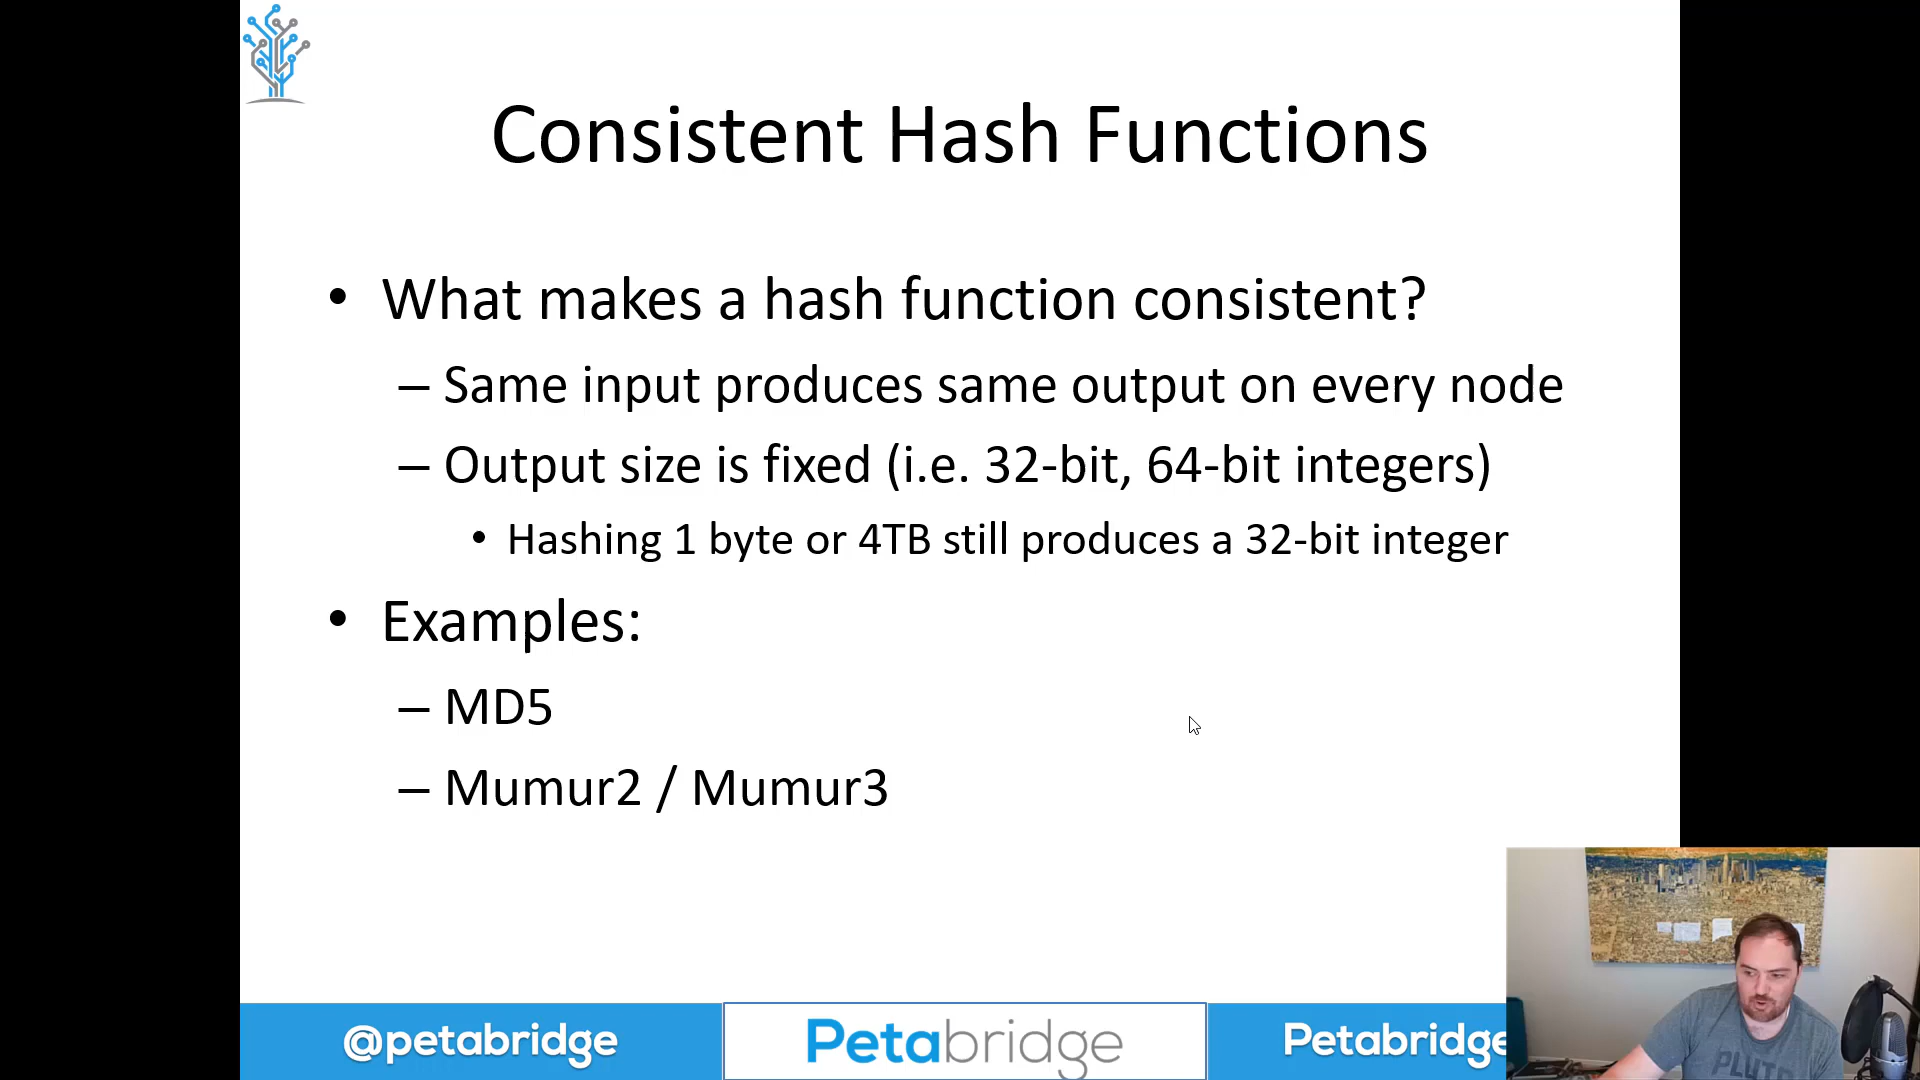 Consistent Hash Functions
• What makes a hash function consistent?
– Same input produces same output on every node
– Output size is fixed (i.e. 32-bit, 64-bit integers)
• Hashing 1 byte or 4TB still produces a 32-bit integer
• Examples:
– MD5
– Mumur2 / Mumur3
@petabridge
Petabridge
Petabridge
PLUTO